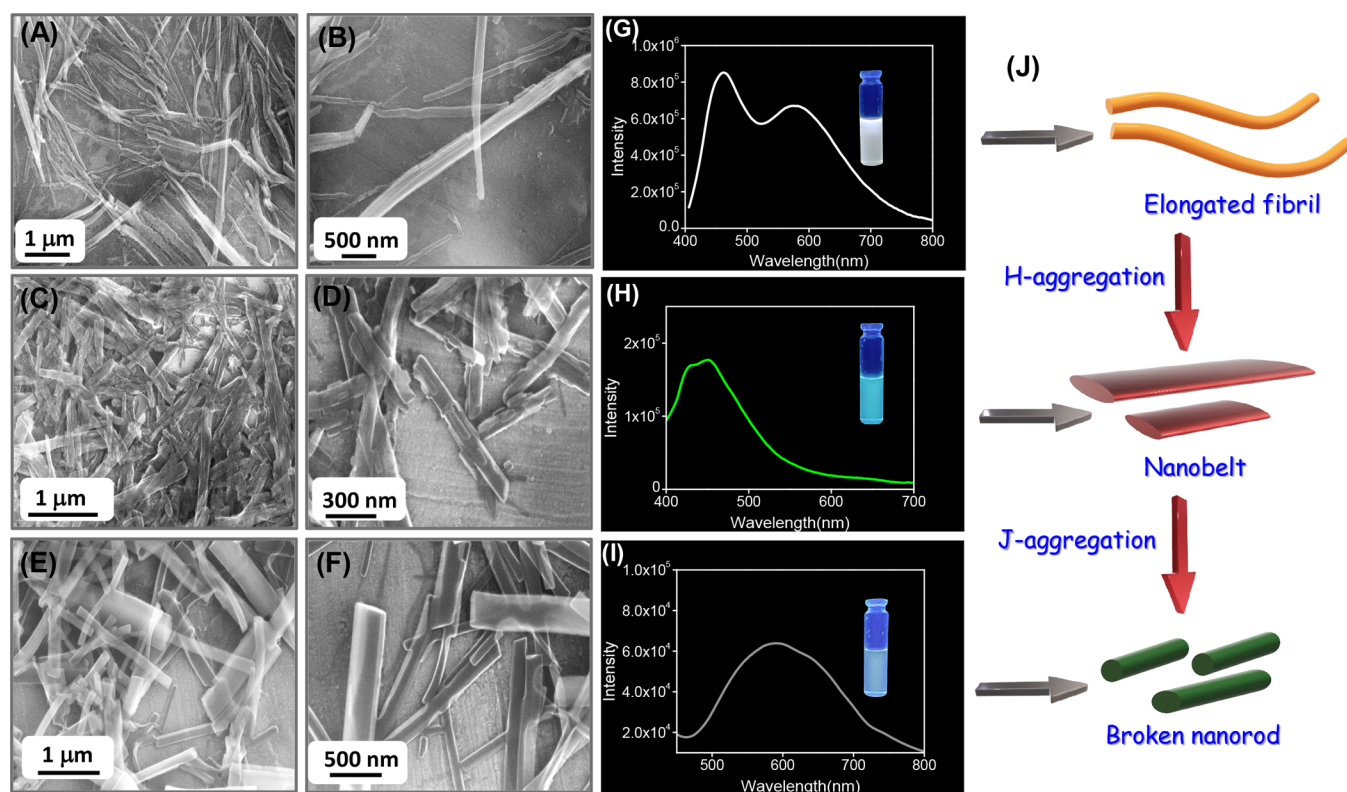 (A)
1 μm
(B)
500 nm
(C)
1 μm
(D)
300 nm
(E)
1 μm
(F)
500 nm
(G)
1.0x10⁶
8.0x10⁵
6.0x10⁵
4.0x10⁵
2.0x10⁵
0.0
Intensity
400 500 600 700 800
Wavelength(nm)
(H)
2x10⁵
1x10⁵
0
Intensity
400 500 600 700
Wavelength(nm)
(I)
1.0x10⁵
8.0x10⁴
6.0x10⁴
4.0x10⁴
2.0x10⁴
Intensity
500 600 700 800
Wavelength(nm)
(J)
Elongated fibril
H-aggregation
Nanobelt
J-aggregation
Broken nanorod